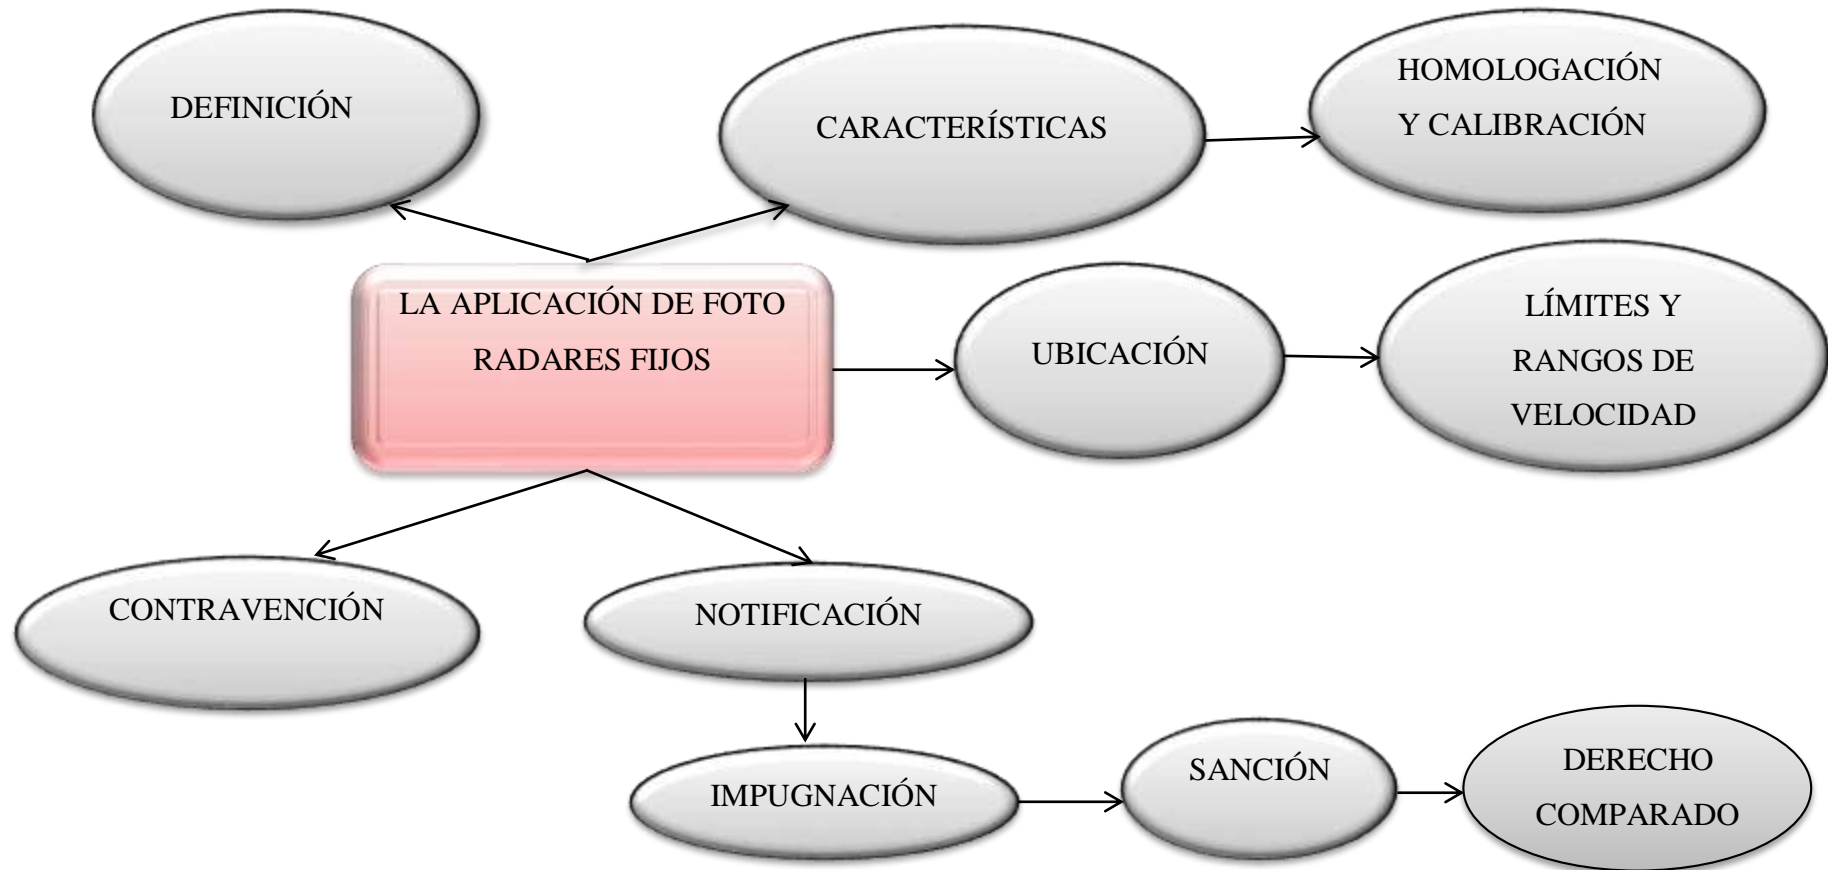 DEFINICIÓN
CARACTERÍSTICAS
HOMOLOGACIÓN
Y CALIBRACIÓN
LA APLICACIÓN DE FOTO
RADARES FIJOS
UBICACIÓN
LÍMITES Y
RANGOS DE
VELOCIDAD
CONTRAVENCIÓN
NOTIFICACIÓN
IMPUGNACIÓN
SANCIÓN
DERECHO
COMPARADO